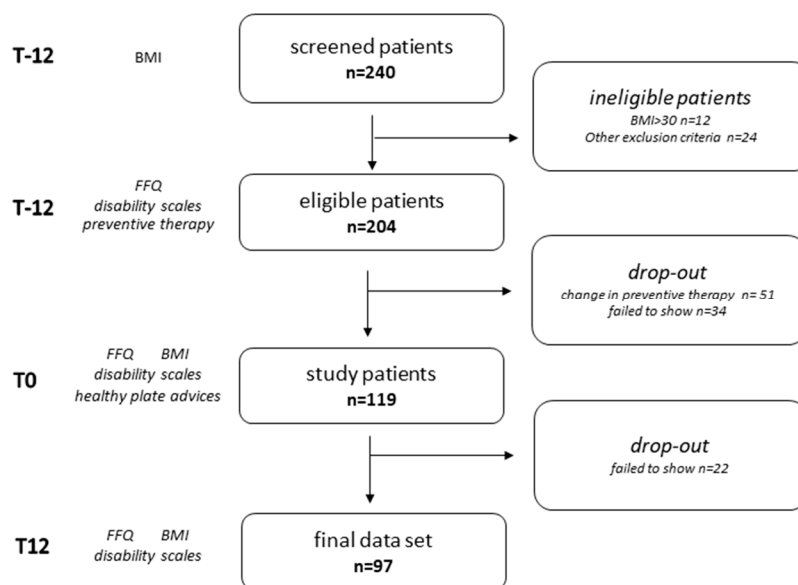 T-12
BMI
screened patients
n=240
ineligible patients
BMI>30 n=12
Other exclusion criteria n=24
T-12
FFQ
disability scales
preventive therapy
eligible patients
n=204
drop-out
change in preventive therapy n= 51
failed to show n=34
T0
FFQ BMI
disability scales
healthy plate advices
study patients
n=119
drop-out
failed to show n=22
T12
FFQ BMI
disability scales
final data set
n=97